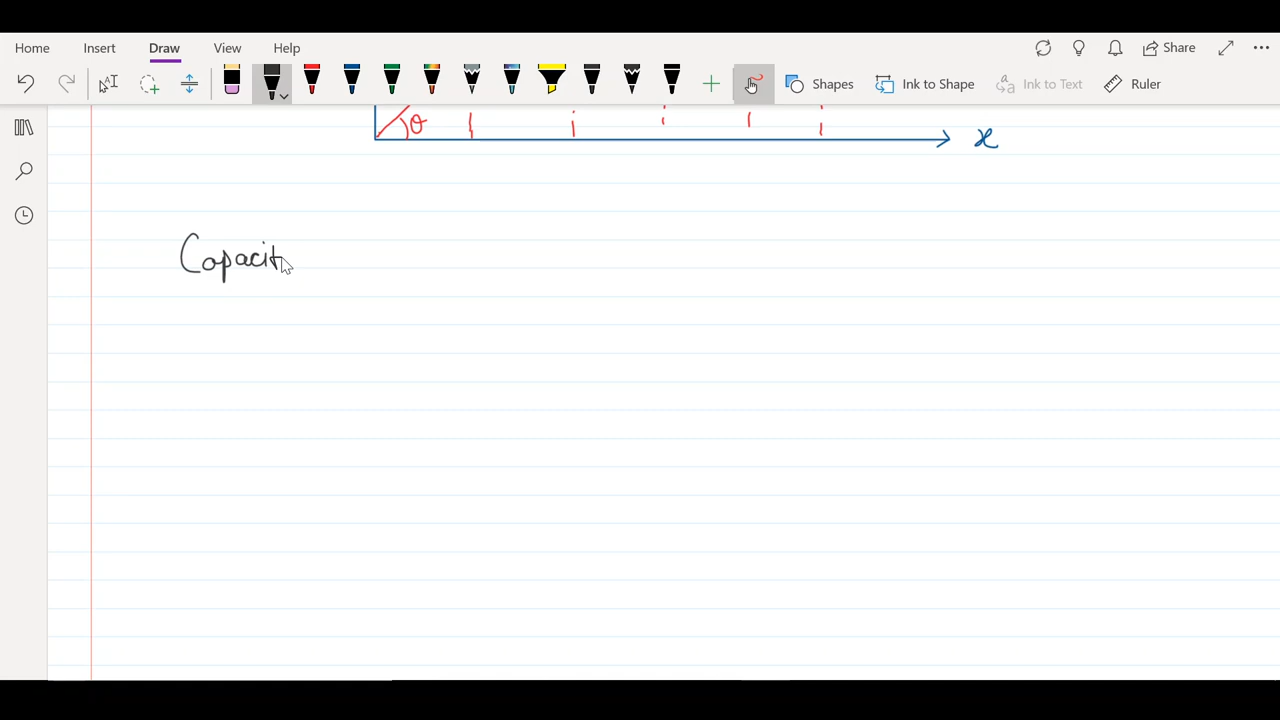 Home Insert Draw View Help Share
Shapes Ink to Shape Ink to Text Ruler
θ
x
Capacit